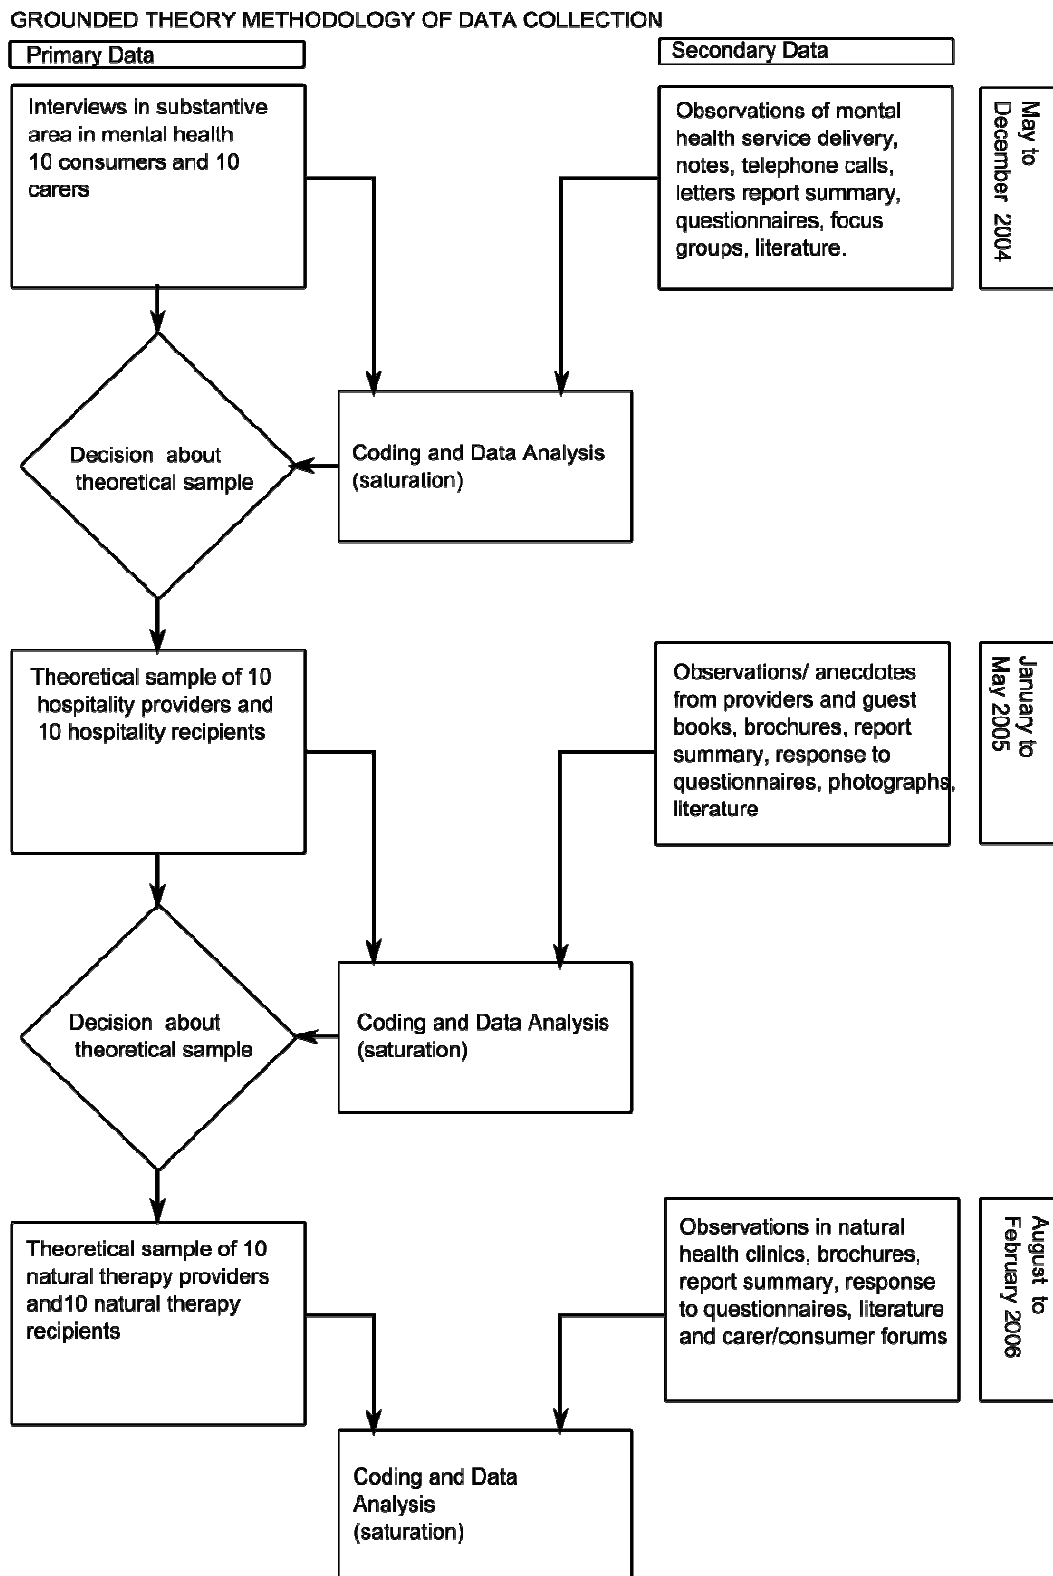 GROUNDED THEORY METHODOLOGY OF DATA COLLECTION
Primary Data
Secondary Data
Interviews in substantive
area in mental health
10 consumers and 10
carers
Observations of montal
health service delivery,
notes, telephone calls,
letters report summary,
questionnaires, focus
groups, literature.
May to
December 2004
Decision about
theoretical sample
Coding and Data Analysis
(saturation)
Theoretical sample of 10
hospitality providers and
10 hospitality recipients
Observations/ anecdotes
from providers and guest
books, brochures, report
summary, response to
questionnaires, photographs,
literature
January to
May 2005
Decision about
theoretical sample
Coding and Data Analysis
(saturation)
Theoretical sample of 10
natural therapy providers
and10 natural therapy
recipients
Observations in natural
health clinics, brochures,
report summary, response
to questionnaires, literature
and carer/consumer forums
August to
February 2006
Coding and Data
Analysis
(saturation)